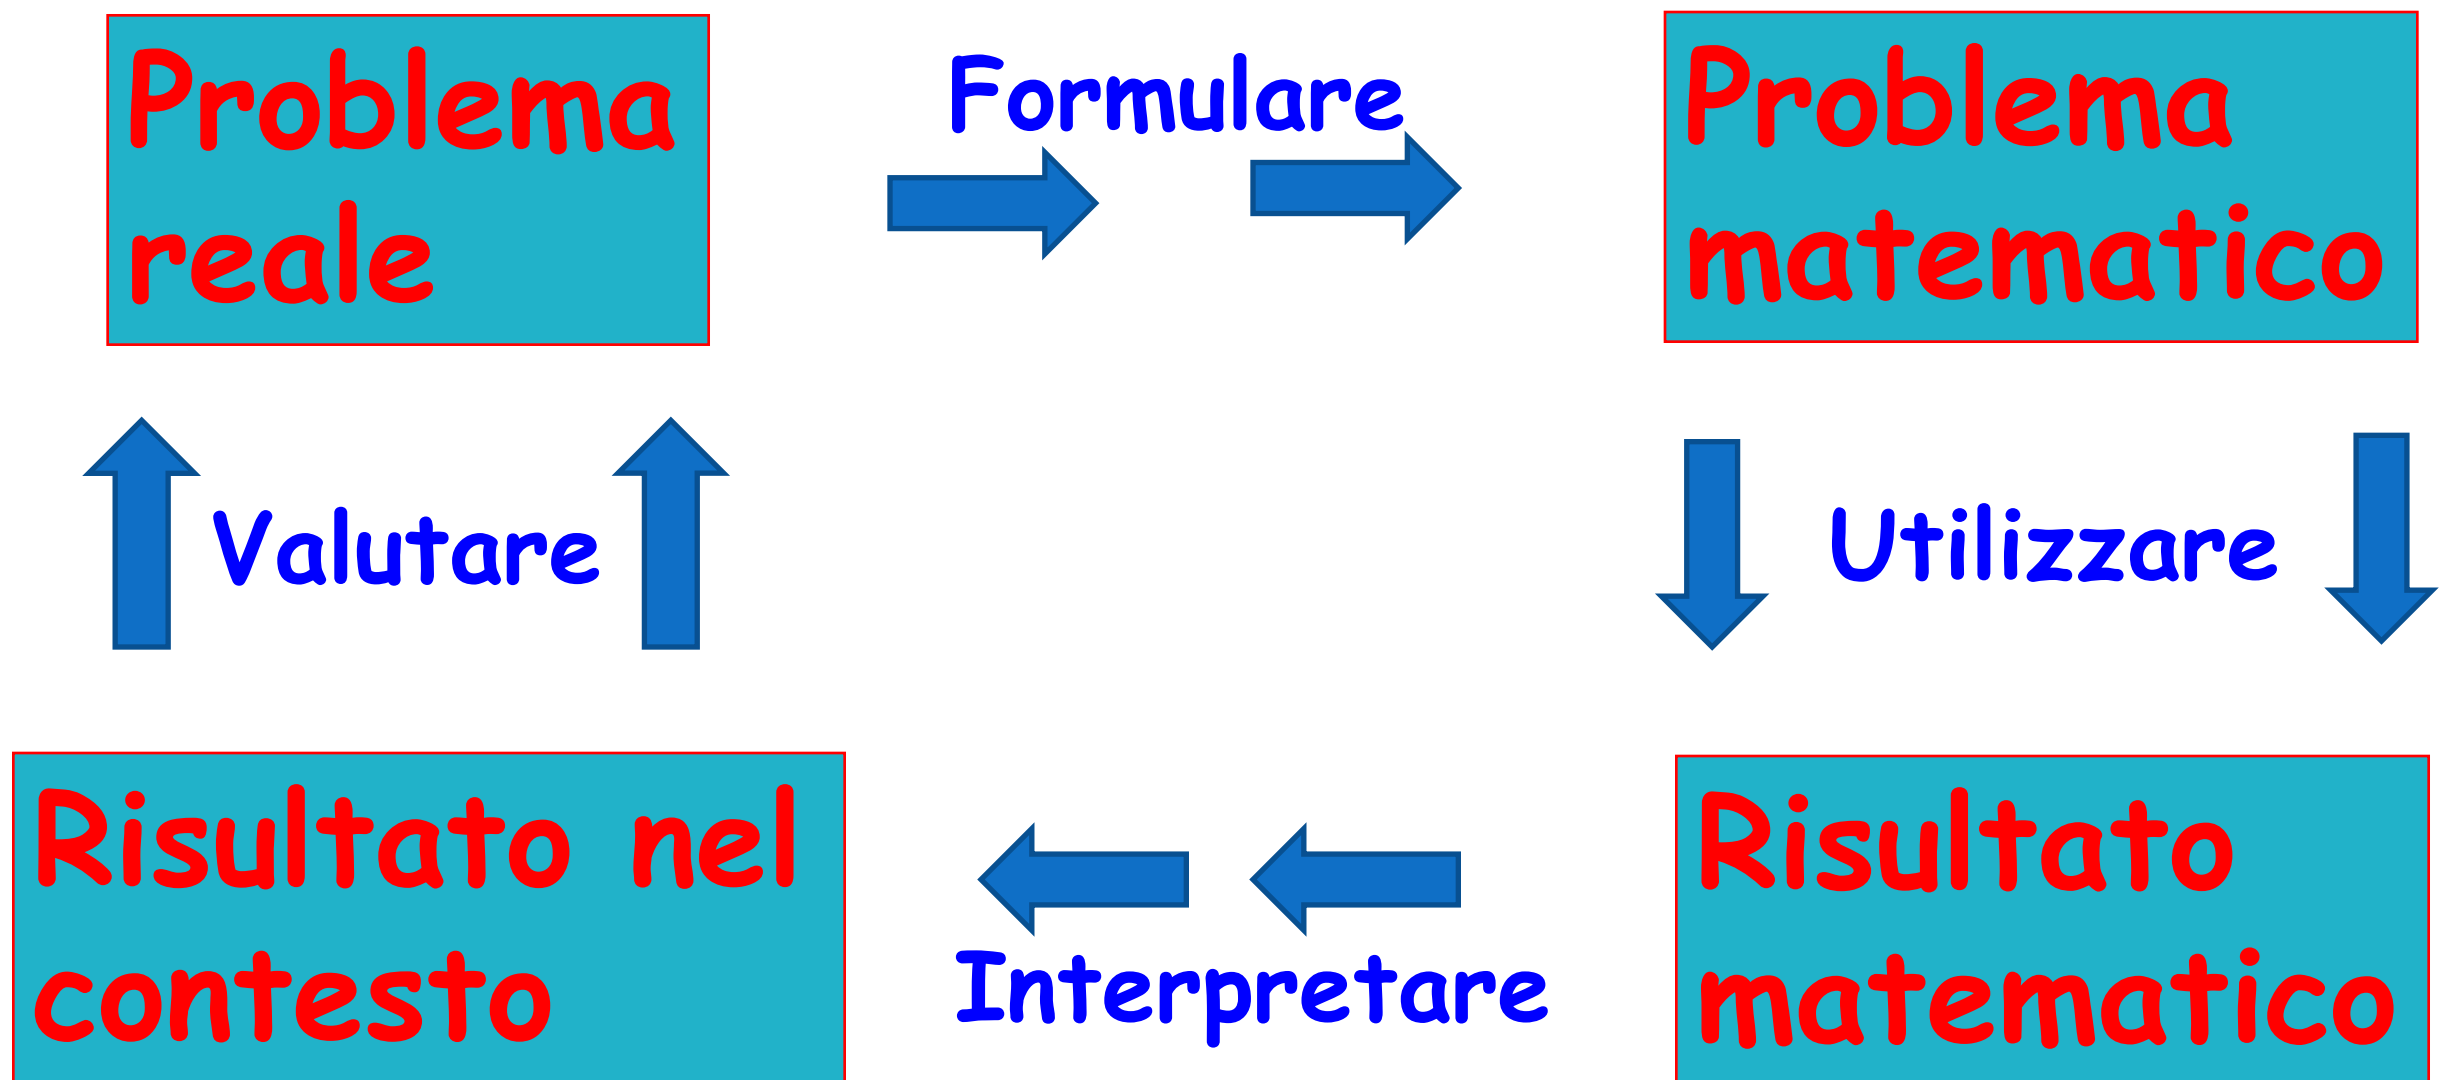 Problema
reale
Formulare
Problema
matematico
Valutare
Utilizzare
Risultato nel
contesto
Interpretare
Risultato
matematico